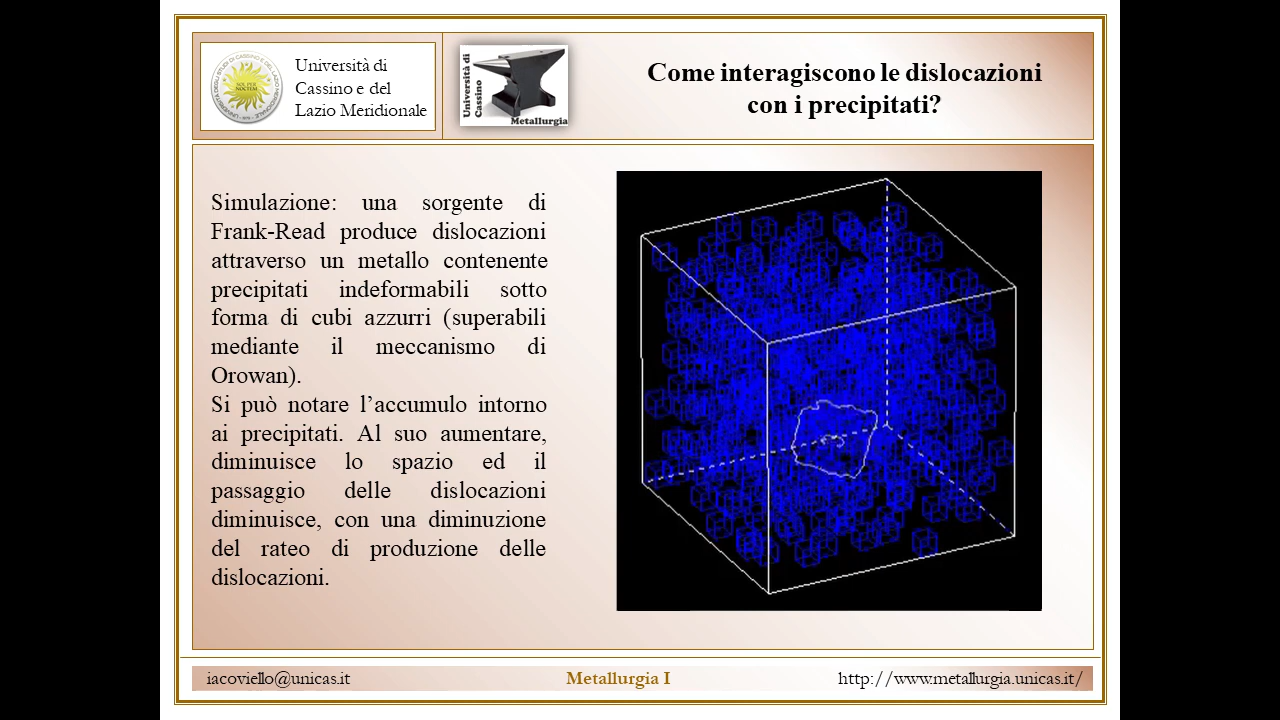 Università di
Cassino e del
Lazio Meridionale
Università di
Cassino
Metallurgia
Come interagiscono le dislocazioni
con i precipitati?
Simulazione: una sorgente di
Frank-Read produce dislocazioni
attraverso un metallo contenente
precipitati indeformabili sotto
forma di cubi azzurri (superabili
mediante il meccanismo di
Orowan).
Si può notare l’accumulo intorno
ai precipitati. Al suo aumentare,
diminuisce lo spazio ed il
passaggio delle dislocazioni
diminuisce, con una diminuzione
del rateo di produzione delle
dislocazioni.
iacoviello@unicas.it
Metallurgia I
http://www.metallurgia.unicas.it/